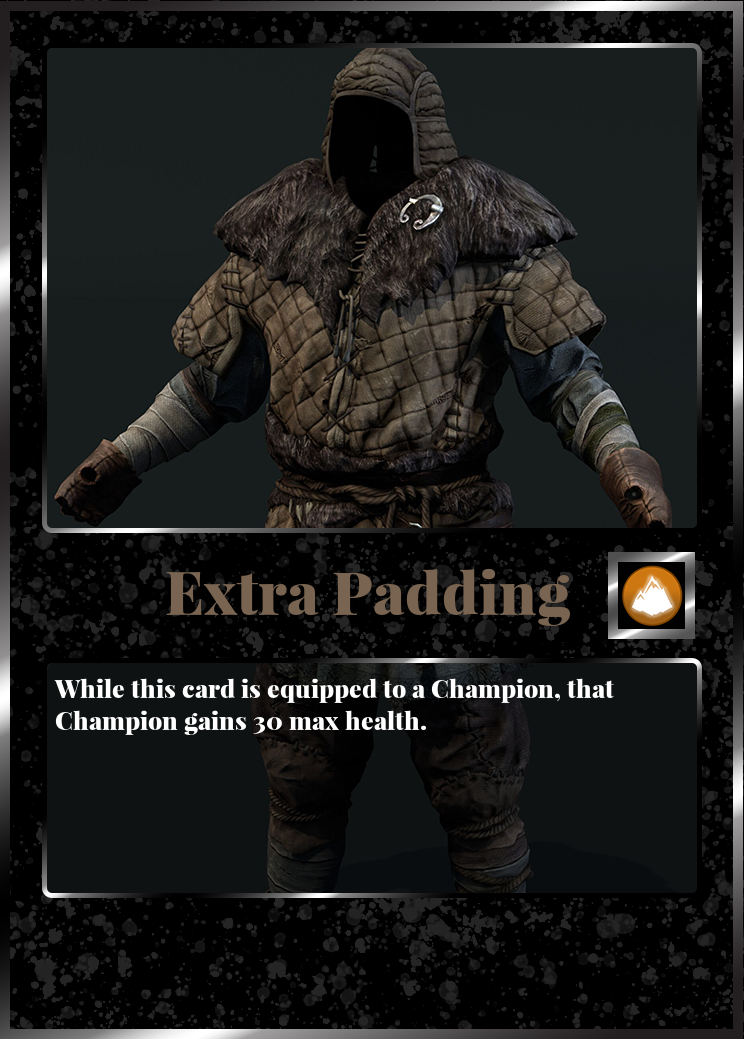 Extra Padding
While this card is equipped to a Champion, that
Champion gains 30 max health.